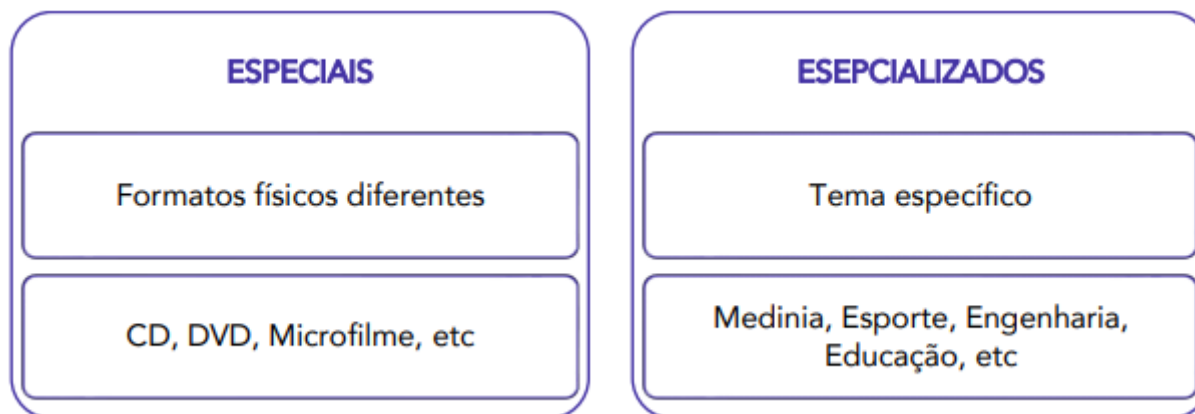 ESPECIAIS
Formatos físicos diferentes
CD, DVD, Microfilme, etc
ESEPCIALIZADOS
Tema específico
Medinia, Esporte, Engenharia,
Educação, etc